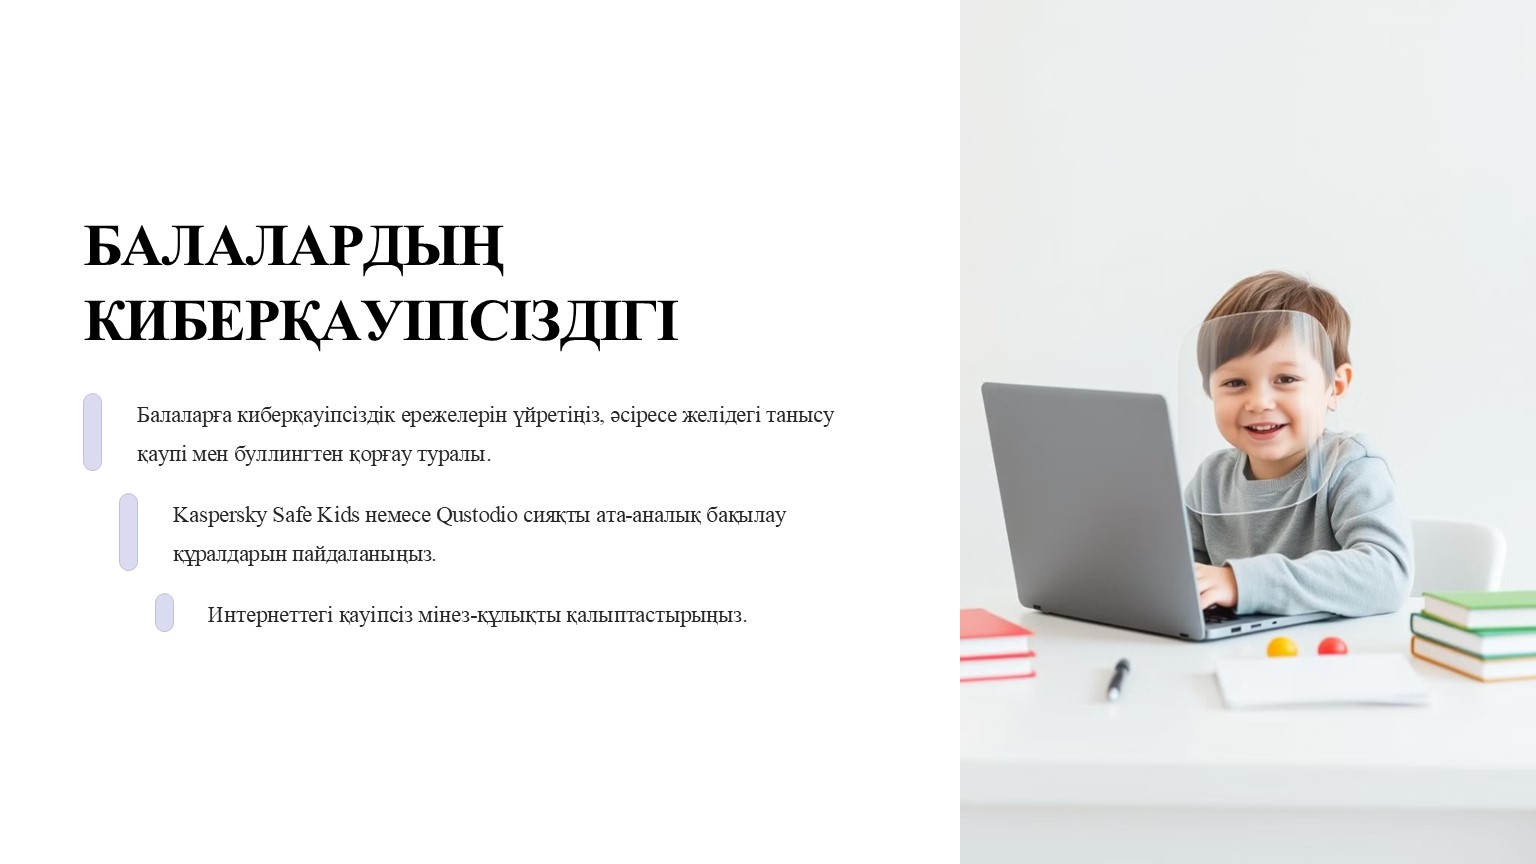 БАЛАЛАРДЫҢ
КИБЕРҚАУІПСІЗДІГІ
Балаларға киберқауіпсіздік ережелерін үйретіңіз, әсіресе желідегі танысу
қаупі мен буллингтен қорғау туралы.
Kaspersky Safe Kids немесе Qustodio сияқты ата-аналық бақылау
құралдарын пайдаланыңыз.
Интернеттегі қауіпсіз мінез-құлықты қалыптастырыңыз.